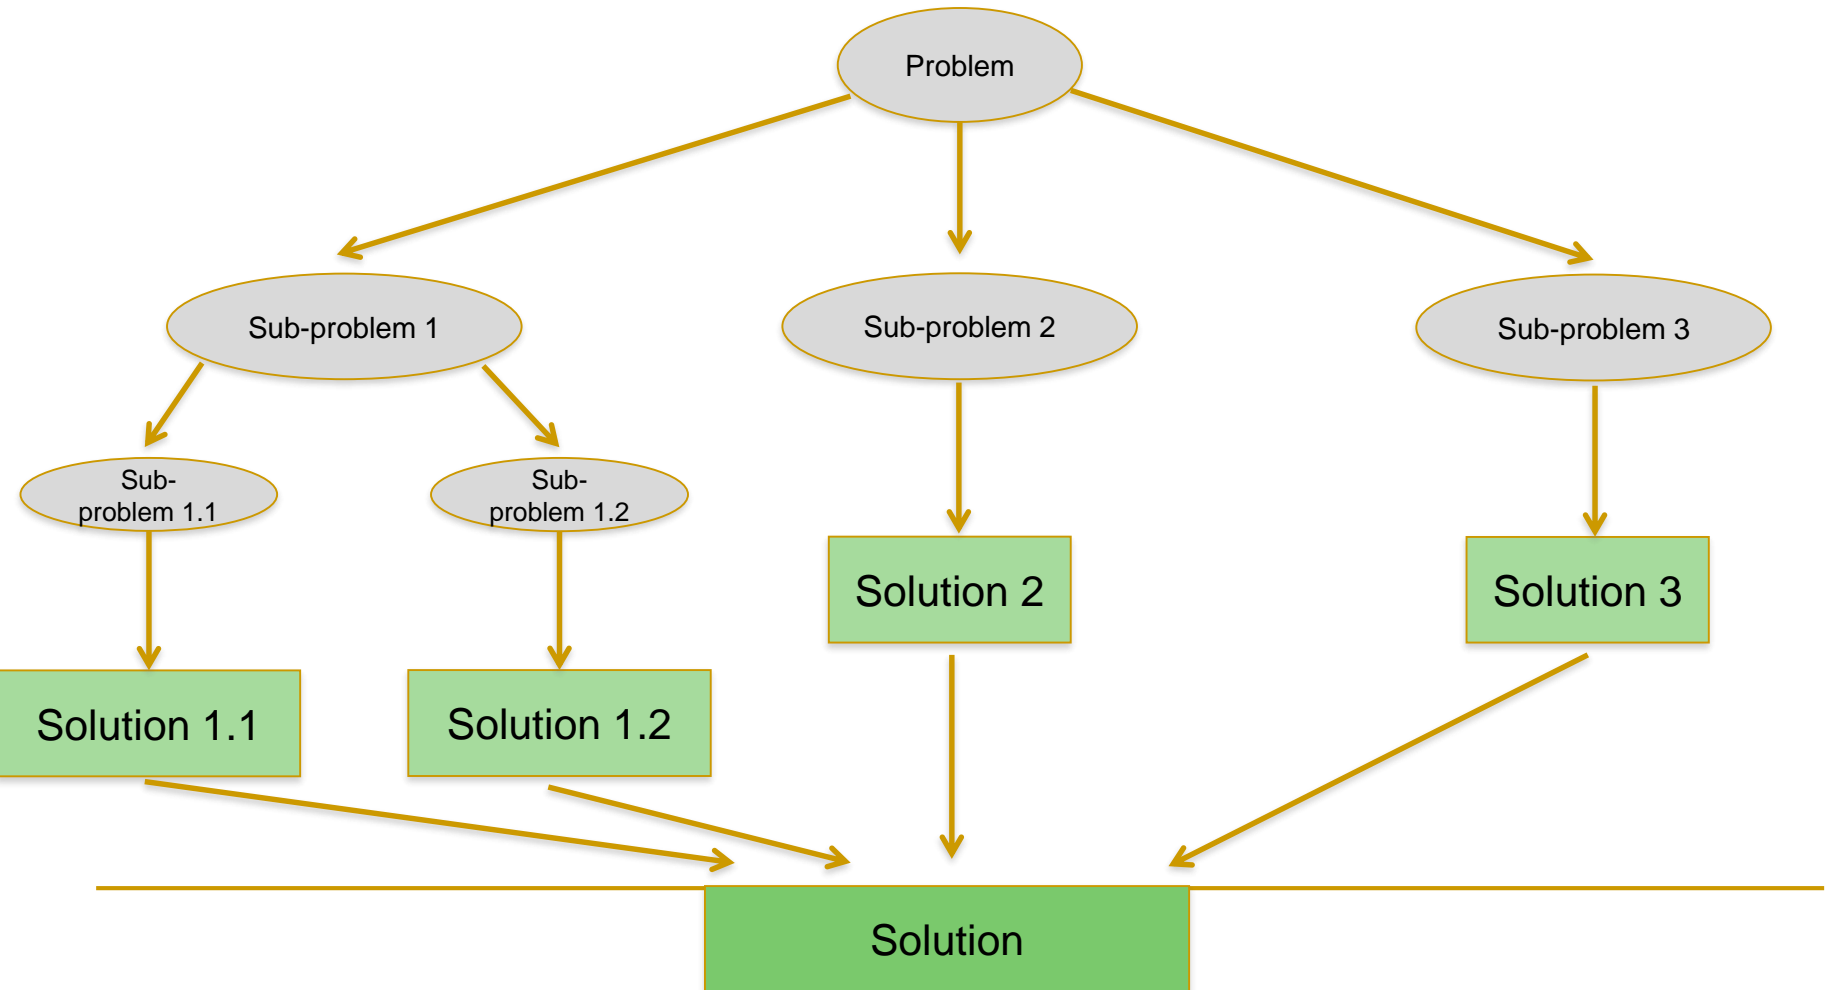 Problem
Sub-problem 1
Sub-problem 2
Sub-problem 3
Sub-
problem 1.1
Sub-
problem 1.2
Solution 2
Solution 3
Solution 1.1
Solution 1.2
Solution